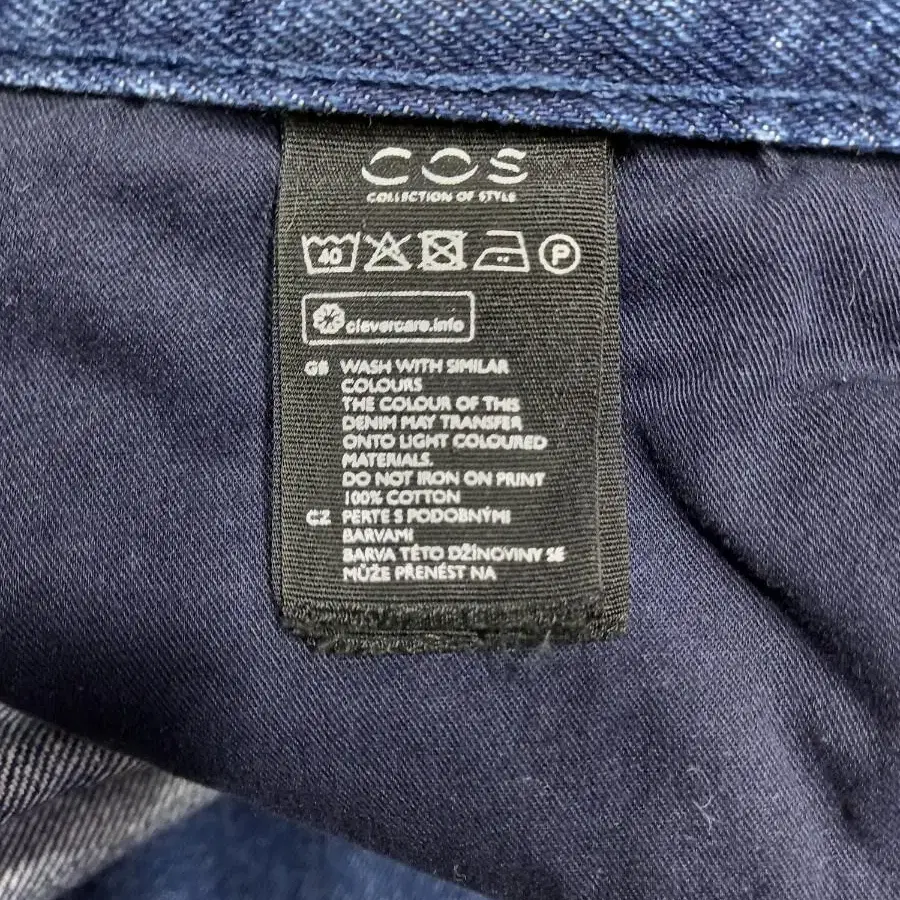 COS
COLLECTION OF STYLE
40 P
clevercare.info
GB WASH WITH SIMILAR
COLOURS
THE COLOUR OF THIS
DENIM MAY TRANSFER
ONTO LIGHT COLOURED
MATERIALS.
DO NOT IRON ON PRINT
100% COTTON
CZ PERTE S PODOBNÝMI
BARVAMI
BARVA TÉTO DŽÍNOVINY SE
MŮŽE PŘENÉST NA